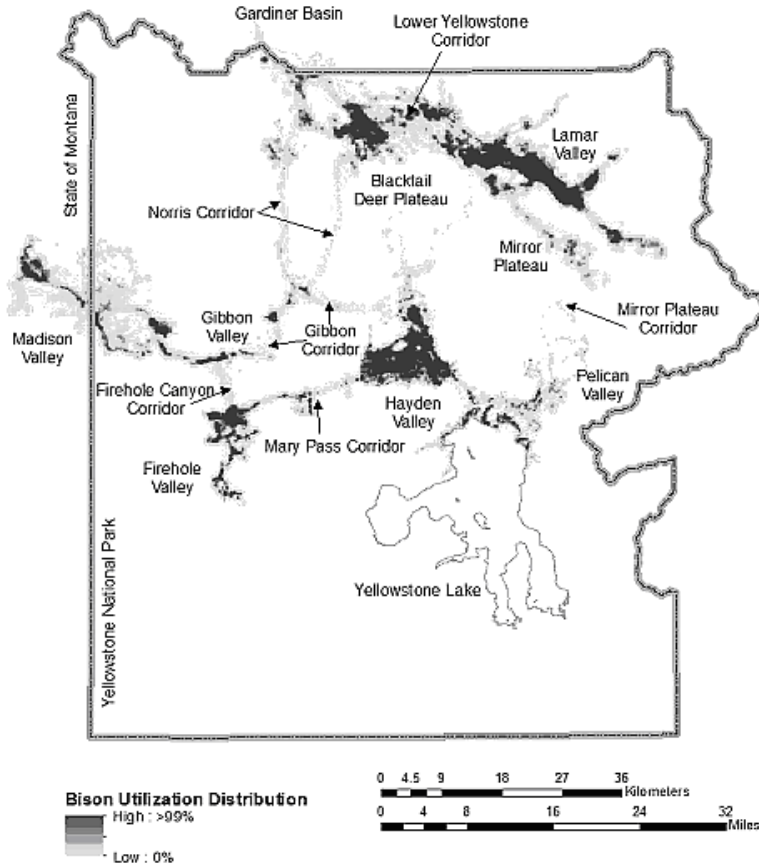 Gardiner Basin
Lower Yellowstone
Corridor
State of Montana
Lamar
Valley
Blacktail
Deer Plateau
Norris Corridor
Mirror
Plateau
Gibbon
Valley
Gibbon
Corridor
Mirror Plateau
Corridor
Madison
Valley
Firehole Canyon
Corridor
Pelican
Valley
Hayden
Valley
Mary Pass Corridor
Firehole
Valley
Yellowstone National Park
Yellowstone Lake
Bison Utilization Distribution
High : >99%
Low : 0%
0 4.5 9 18 27 36
Kilometers
0 4 8 16 24 32
Miles